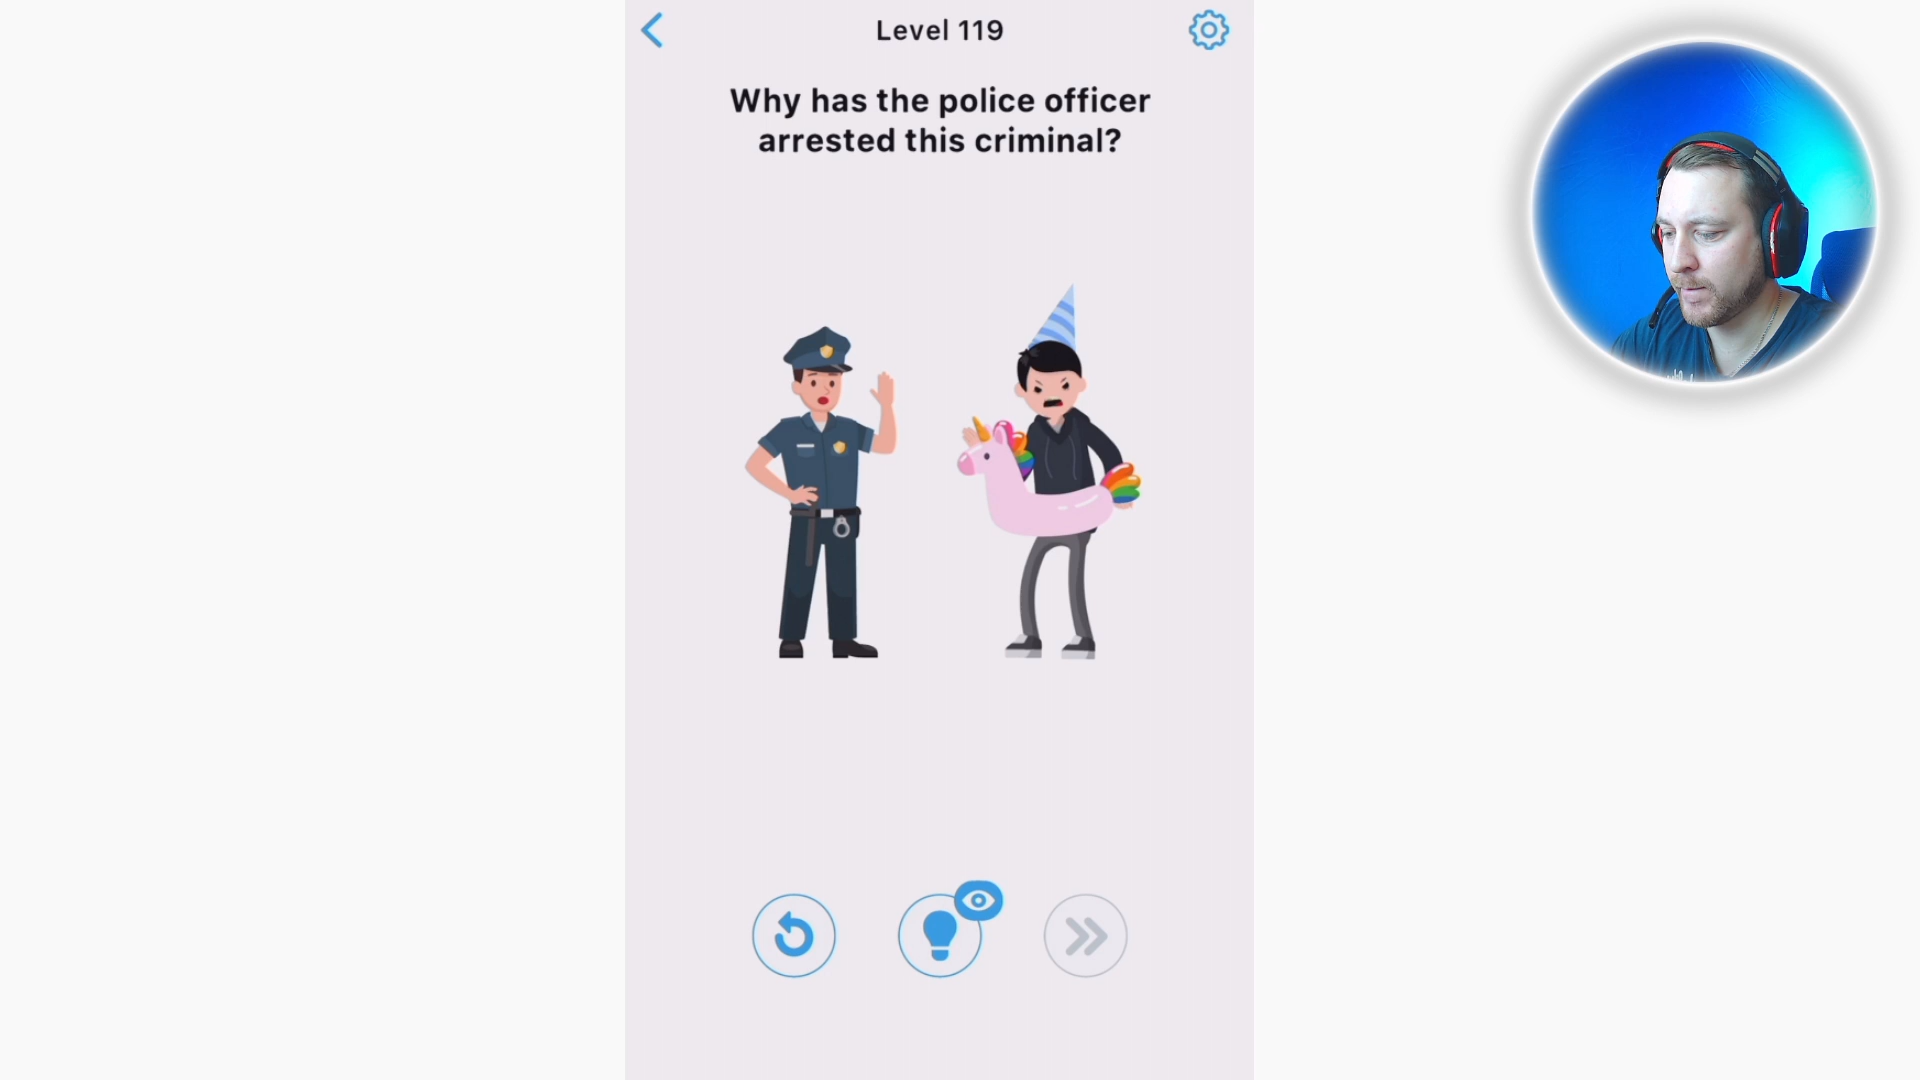 Level 119
Why has the police officer
arrested this criminal?